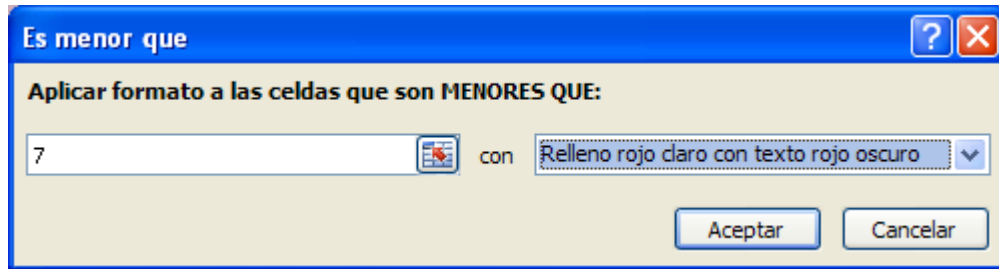 Es menor que
Aplicar formato a las celdas que son MENORES QUE:
7 con Relleno rojo claro con texto rojo oscuro
Aceptar Cancelar